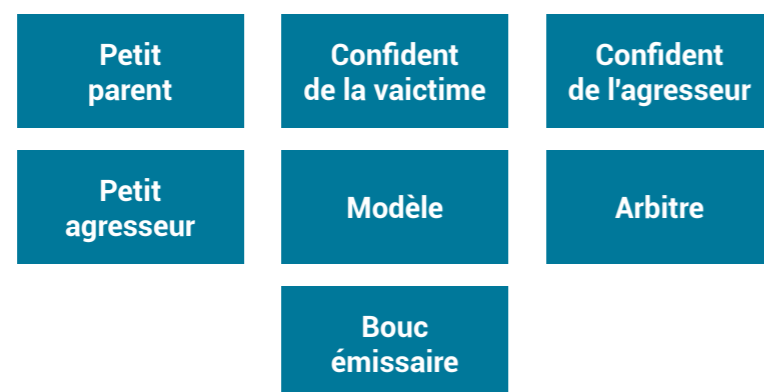 Petit
parent
Confident
de la vaictime
Confident
de l'agresseur
Petit
agresseur
Modèle
Arbitre
Bouc
émissaire